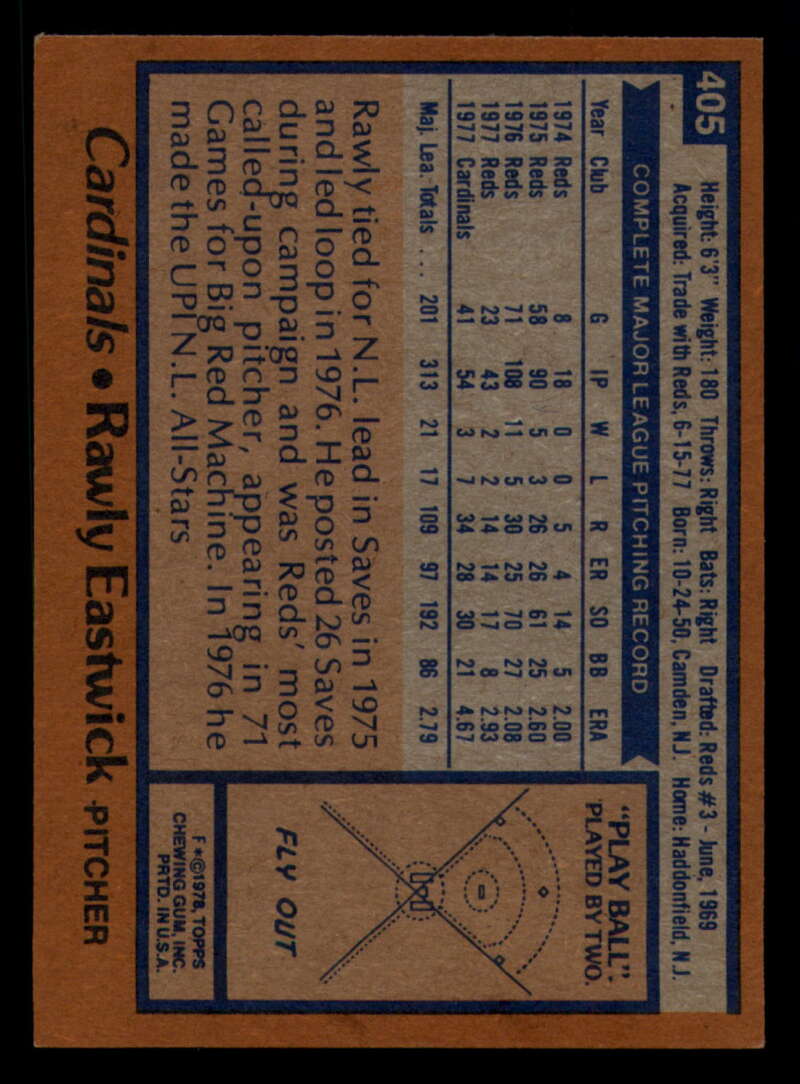 405
Height: 6'3" Weight: 180 Throws: Right Bats: Right Drafted: Reds #3 - June, 1969
Acquired: Trade with Reds, 6-15-77 Born: 10-24-50, Camden, N.J. Home: Haddonfield, N.J.
COMPLETE MAJOR LEAGUE PITCHING RECORD
Year Club G IP W L R ER SO BB ERA
1974 Reds 8 18 0 0 5 4 14 5 2.00
1975 Reds 58 90 5 3 26 26 61 25 2.60
1976 Reds 71 108 11 5 30 25 70 27 2.08
1977 Reds 23 43 2 2 14 14 17 8 2.93
1977 Cardinals 41 54 3 7 34 28 30 21 4.67
Maj. Lea. Totals ... 201 313 21 17 109 97 192 86 2.79
Rawly tied for N.L. lead in Saves in 1975
and led loop in 1976. He posted 26 Saves
during campaign and was Reds' most
called-upon pitcher, appearing in 71
Games for Big Red Machine. In 1976 he
made the UPI N.L. All-Stars
"PLAY BALL":
PLAYED BY TWO.
FLY OUT
F *©1978, TOPPS
CHEWING GUM, INC.
PRTD. IN U.S.A.
Cardinals • Rawly Eastwick -PITCHER